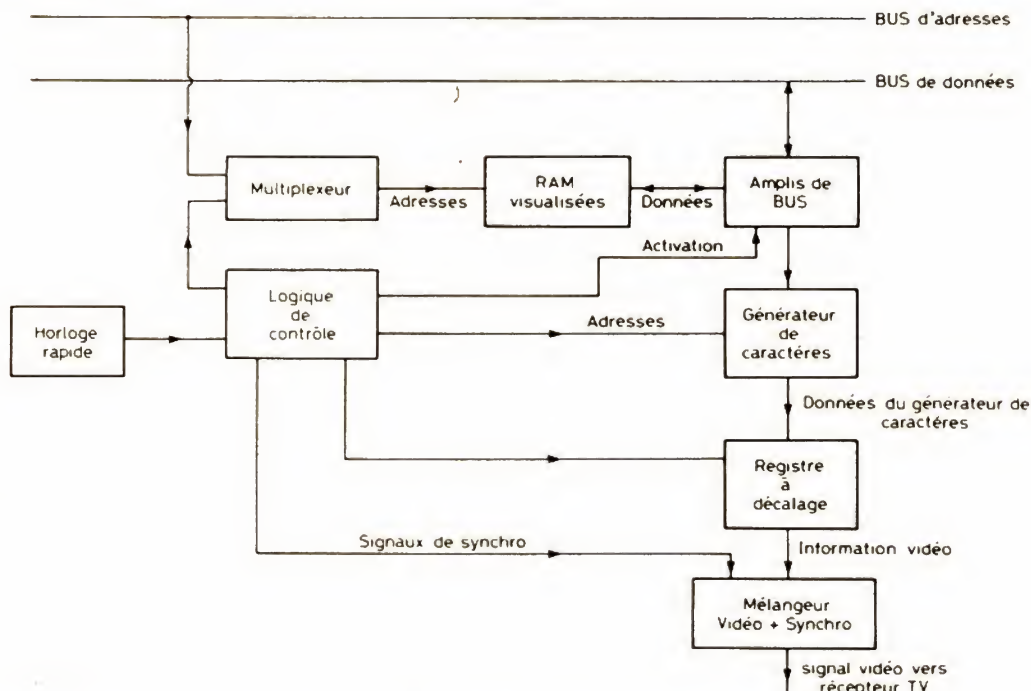 BUS d'adresses
BUS de données
Multiplexeur
Adresses
RAM
visualisées
Données
Amplis de
BUS
Activation
Logique
de
contrôle
Horloge
rapide
Adresses
Générateur
de
caractéres
Données du générateur de
caractéres
Registre
à
décalage
Signaux de synchro
Information vidéo
Mélangeur
Vidéo + Synchro
signal vidéo vers
récepteur TV